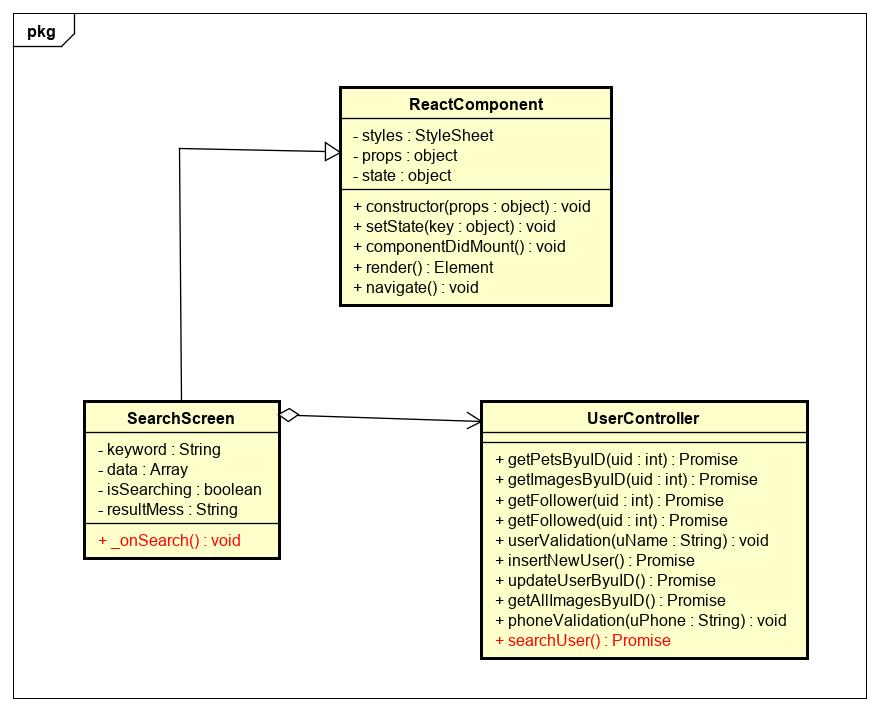 pkg
ReactComponent
- styles : StyleSheet
- props : object
- state : object
+ constructor(props : object) : void
+ setState(key : object) : void
+ componentDidMount() : void
+ render() : Element
+ navigate() : void
SearchScreen
- keyword : String
- data : Array
- isSearching : boolean
- resultMess : String
+ _onSearch() : void
UserController
+ getPetsByuID(uid : int) : Promise
+ getImagesByuID(uid : int) : Promise
+ getFollower(uid : int) : Promise
+ getFollowed(uid : int) : Promise
+ userValidation(uName : String) : void
+ insertNewUser() : Promise
+ updateUserByuID() : Promise
+ getAllImagesByuID() : Promise
+ phoneValidation(uPhone : String) : void
+ searchUser() : Promise